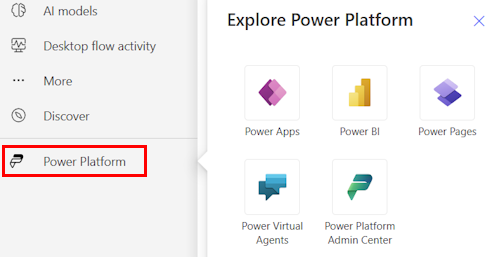 AI models
Desktop flow activity
More
Discover
Power Platform
Explore Power Platform
Power Apps
Power BI
Power Pages
Power Virtual
Agents
Power Platform
Admin Center